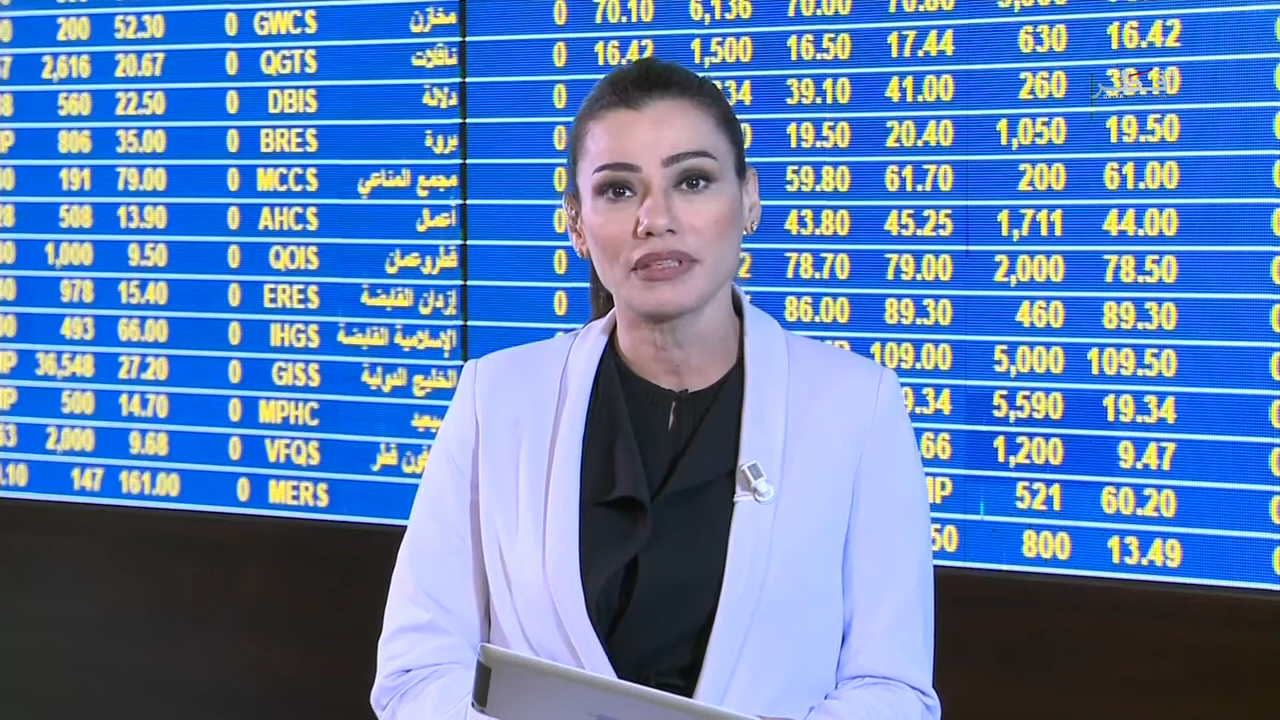 200 52.30 0 GWCS مخازن
2,616 20.67 0 QGTS ناقلات
560 22.50 0 DBIS دلالة
806 35.00 0 BRES بروة
191 79.00 0 MCCS مجمع المناعي
508 13.90 0 AHCS أعمال
1,000 9.50 0 QOIS قطروعمان
978 15.40 0 ERES إزدان القابضة
493 66.00 0 IHGS الإسلامية القابضة
36,548 27.20 0 GISS الخليج الدولية
500 14.70 0 MPHC
2,000 9.68 0 VFQS قطر
147 161.00 0 MERS
0 70.10 6,136 70.00
0 16.42 1,500 16.50 17.44 630 16.42
0 39.10 41.00 260
0 19.50 20.40 1,050 19.50
0 59.80 61.70 200 61.00
0 43.80 45.25 1,711 44.00
0 78.70 79.00 2,000 78.50
0 86.00 89.30 460 89.30
109.00 5,000 109.50
5,590 19.34
1,200 9.47
521 60.20
800 13.49